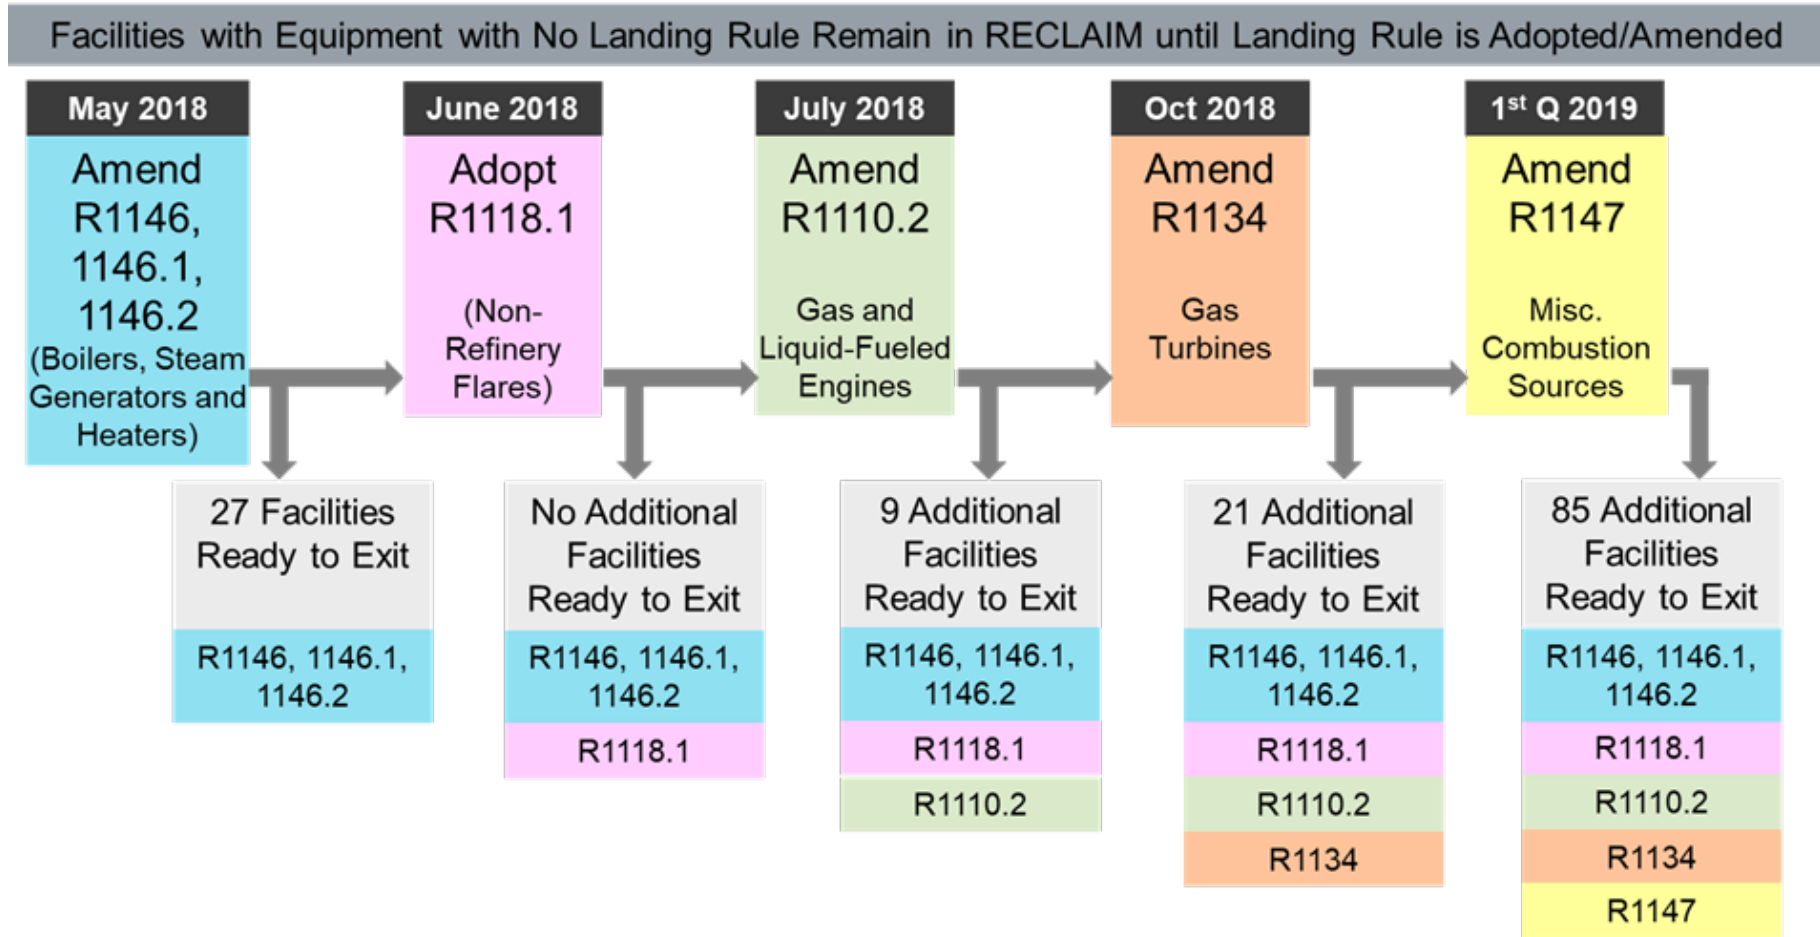 Facilities with Equipment with No Landing Rule Remain in RECLAIM until Landing Rule is Adopted/Amended
May 2018
Amend
R1146,
1146.1,
1146.2
(Boilers, Steam
Generators and
Heaters)
June 2018
Adopt
R1118.1
(Non-
Refinery
Flares)
July 2018
Amend
R1110.2
Gas and
Liquid-Fueled
Engines
Oct 2018
Amend
R1134
Gas
Turbines
1st Q 2019
Amend
R1147
Misc.
Combustion
Sources
27 Facilities
Ready to Exit
R1146, 1146.1,
1146.2
No Additional
Facilities
Ready to Exit
R1146, 1146.1,
1146.2
R1118.1
9 Additional
Facilities
Ready to Exit
R1146, 1146.1,
1146.2
R1118.1
R1110.2
21 Additional
Facilities
Ready to Exit
R1146, 1146.1,
1146.2
R1118.1
R1110.2
R1134
85 Additional
Facilities
Ready to Exit
R1146, 1146.1,
1146.2
R1118.1
R1110.2
R1134
R1147